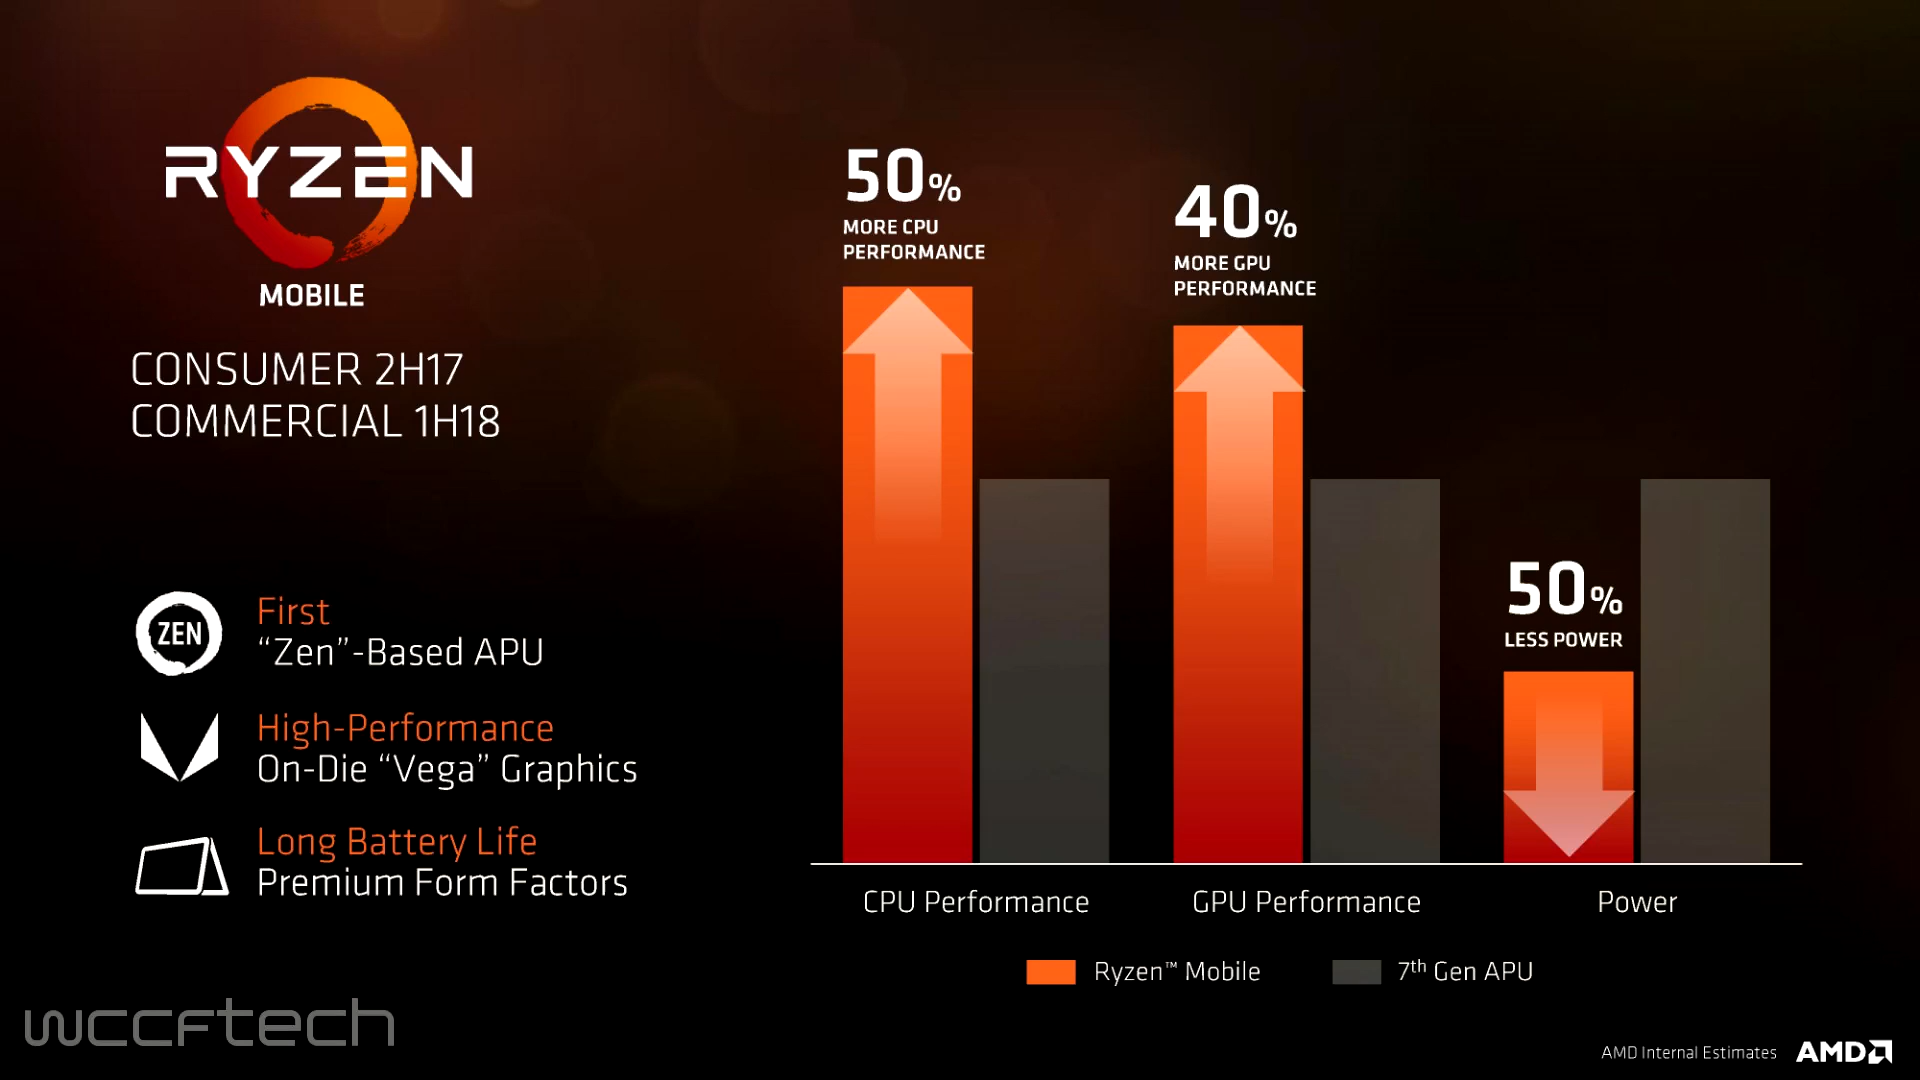 RYZEN
MOBILE
CONSUMER 2H17
COMMERCIAL 1H18
ZEN
First
“Zen”-Based APU
High-Performance
On-Die “Vega” Graphics
Long Battery Life
Premium Form Factors
50%
MORE CPU
PERFORMANCE
40%
MORE GPU
PERFORMANCE
50%
LESS POWER
CPU Performance
GPU Performance
Power
Ryzen™ Mobile
7th Gen APU
wccftech
AMD Internal Estimates
AMD